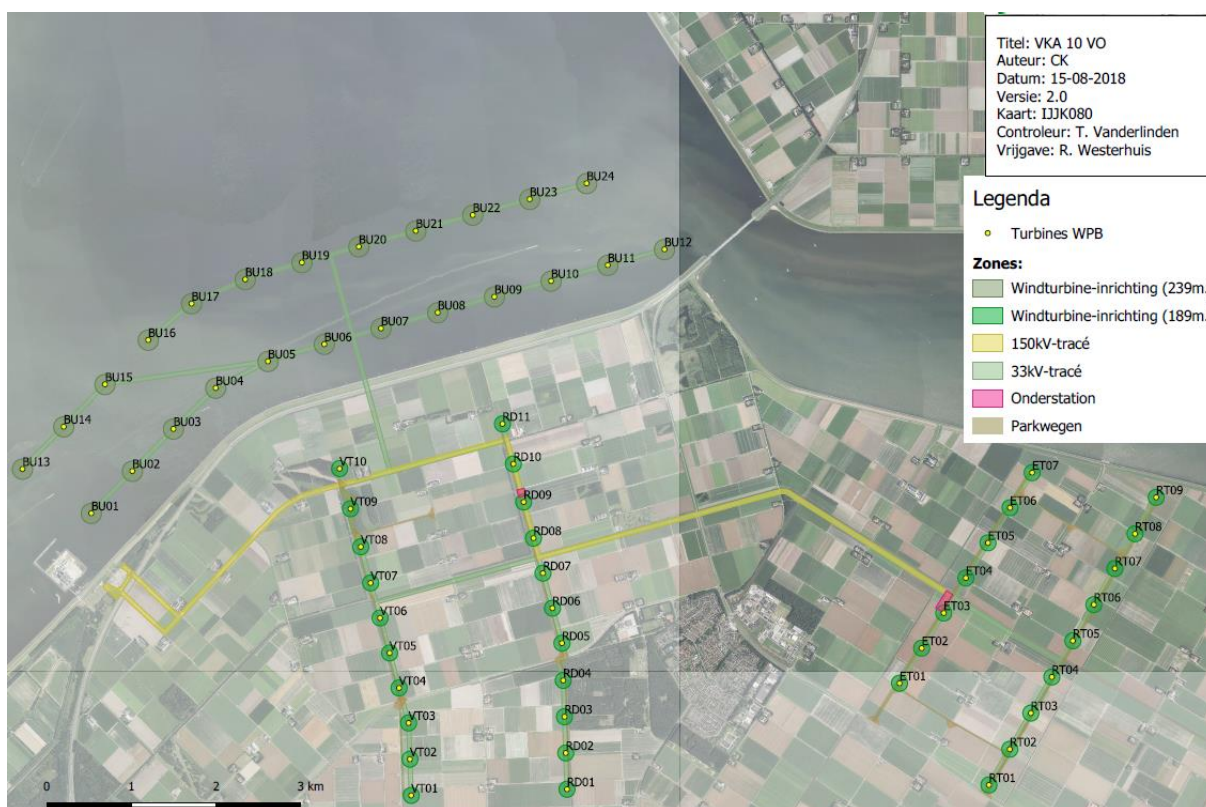 Titel: VKA 10 VO
Auteur: CK
Datum: 15-08-2018
Versie: 2.0
Kaart: IJJK080
Controleur: T. Vanderlinden
Vrijgave: R. Westerhuis
Legenda
Turbines WPB
Zones:
Windturbine-inrichting (239m.
Windturbine-inrichting (189m.
150kV-tracé
33kV-tracé
Onderstation
Parkwegen
BU24
BU23
BU22
BU21
BU20
BU19
BU18
BU17
BU16
BU15
BU14
BU13
BU12
BU11
BU10
BU09
BU08
BU07
BU06
BU05
BU04
BU03
BU02
BU01
VT10
VT09
VT08
VT07
VT06
VT05
VT04
VT03
VT02
VT01
RD11
RD10
RD09
RD08
RD07
RD06
RD05
RD04
RD03
RD02
RD01
ET07
ET06
ET05
ET04
ET03
ET02
ET01
RT09
RT08
RT07
RT06
RT05
RT04
RT03
RT02
RT01
0 1 2 3 km